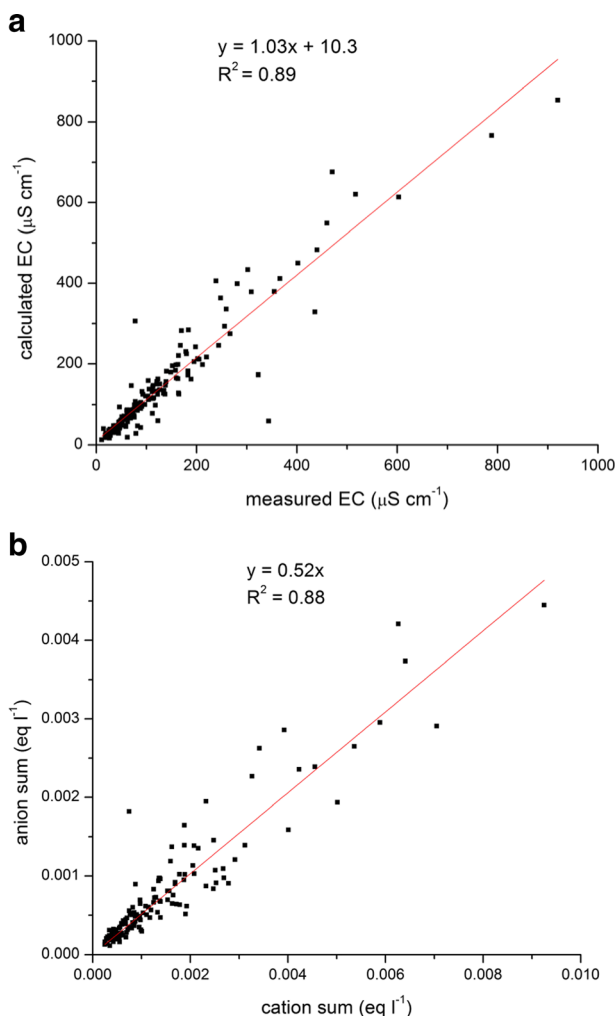 a
y = 1.03x + 10.3
R² = 0.89
1000
800
600
400
200
0
calculated EC (μS cm⁻¹)
0 200 400 600 800 1000
measured EC (μS cm⁻¹)
b
y = 0.52x
R² = 0.88
0.005
0.004
0.003
0.002
0.001
0.000
anion sum (eq l⁻¹)
0.000 0.002 0.004 0.006 0.008 0.010
cation sum (eq l⁻¹)